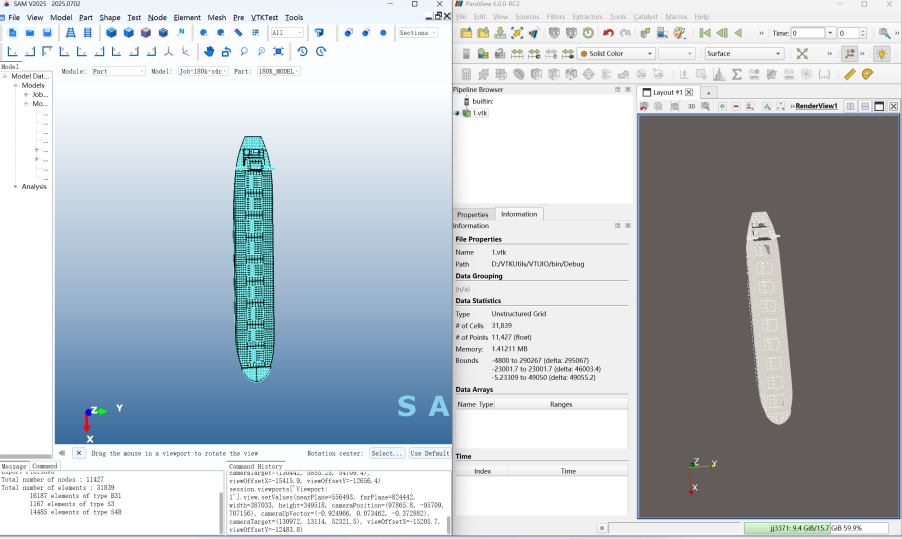 SAM V2025 2025.0702
File View Model Part Shape Test Node Element Mesh Pre VTKTest Tools
All
Sections
Model
Module: Part Model: Job-180k-s4r Part: 180K_MODEL
Model Dat...
Models
Job...
Mo...
...
...
...
...
...
...
...
Analysis
Z Y
X
S A
Drag the mouse in a viewport to rotate the view
Rotation center: Select... Use Default
Message Command
Export Finished
Total number of nodes : 11427
Total number of elements : 31839
16187 elements of type B31
1167 elements of type S3
14485 elements of type S4R
Command History
viewOffsetX=-15415.9, viewOffsetY=-12656.4)
session.viewports['Viewport:
1'].view.setValues(nearPlane=556493, farPlane=824442,
width=387033, height=349518, cameraPosition=(97865.8, -95709,
707156), cameraUpVector=(-0.924966, 0.073462, -0.372882),
cameraTarget=(130972, 13114, 52321.5), viewOffsetX=-15205.7,
viewOffsetY=-12483.8)
ParaView 6.0.0-RC2
File Edit View Sources Filters Extractors Tools Catalyst Macros Help
Time: 0 0
Solid Color
Surface
Pipeline Browser
builtin:
1.vtk
Properties Information
Information
File Properties
Name 1.vtk
Path D:/VTKUtils/VTUIO/bin/Debug
Data Grouping
(n/a)
Data Statistics
Type Unstructured Grid
# of Cells 31,839
# of Points 11,427 (float)
Memory: 1.41211 MB
Bounds -4800 to 290267 (delta: 295067)
-23001.7 to 23001.7 (delta: 46003.4)
-5.23309 to 49050 (delta: 49055.2)
Data Arrays
Name Type Ranges
Time
Index Time
Layout #1
+
3D
RenderView1
Z Y
X
jj3371: 9.4 GiB/15.7 GiB 59.9%